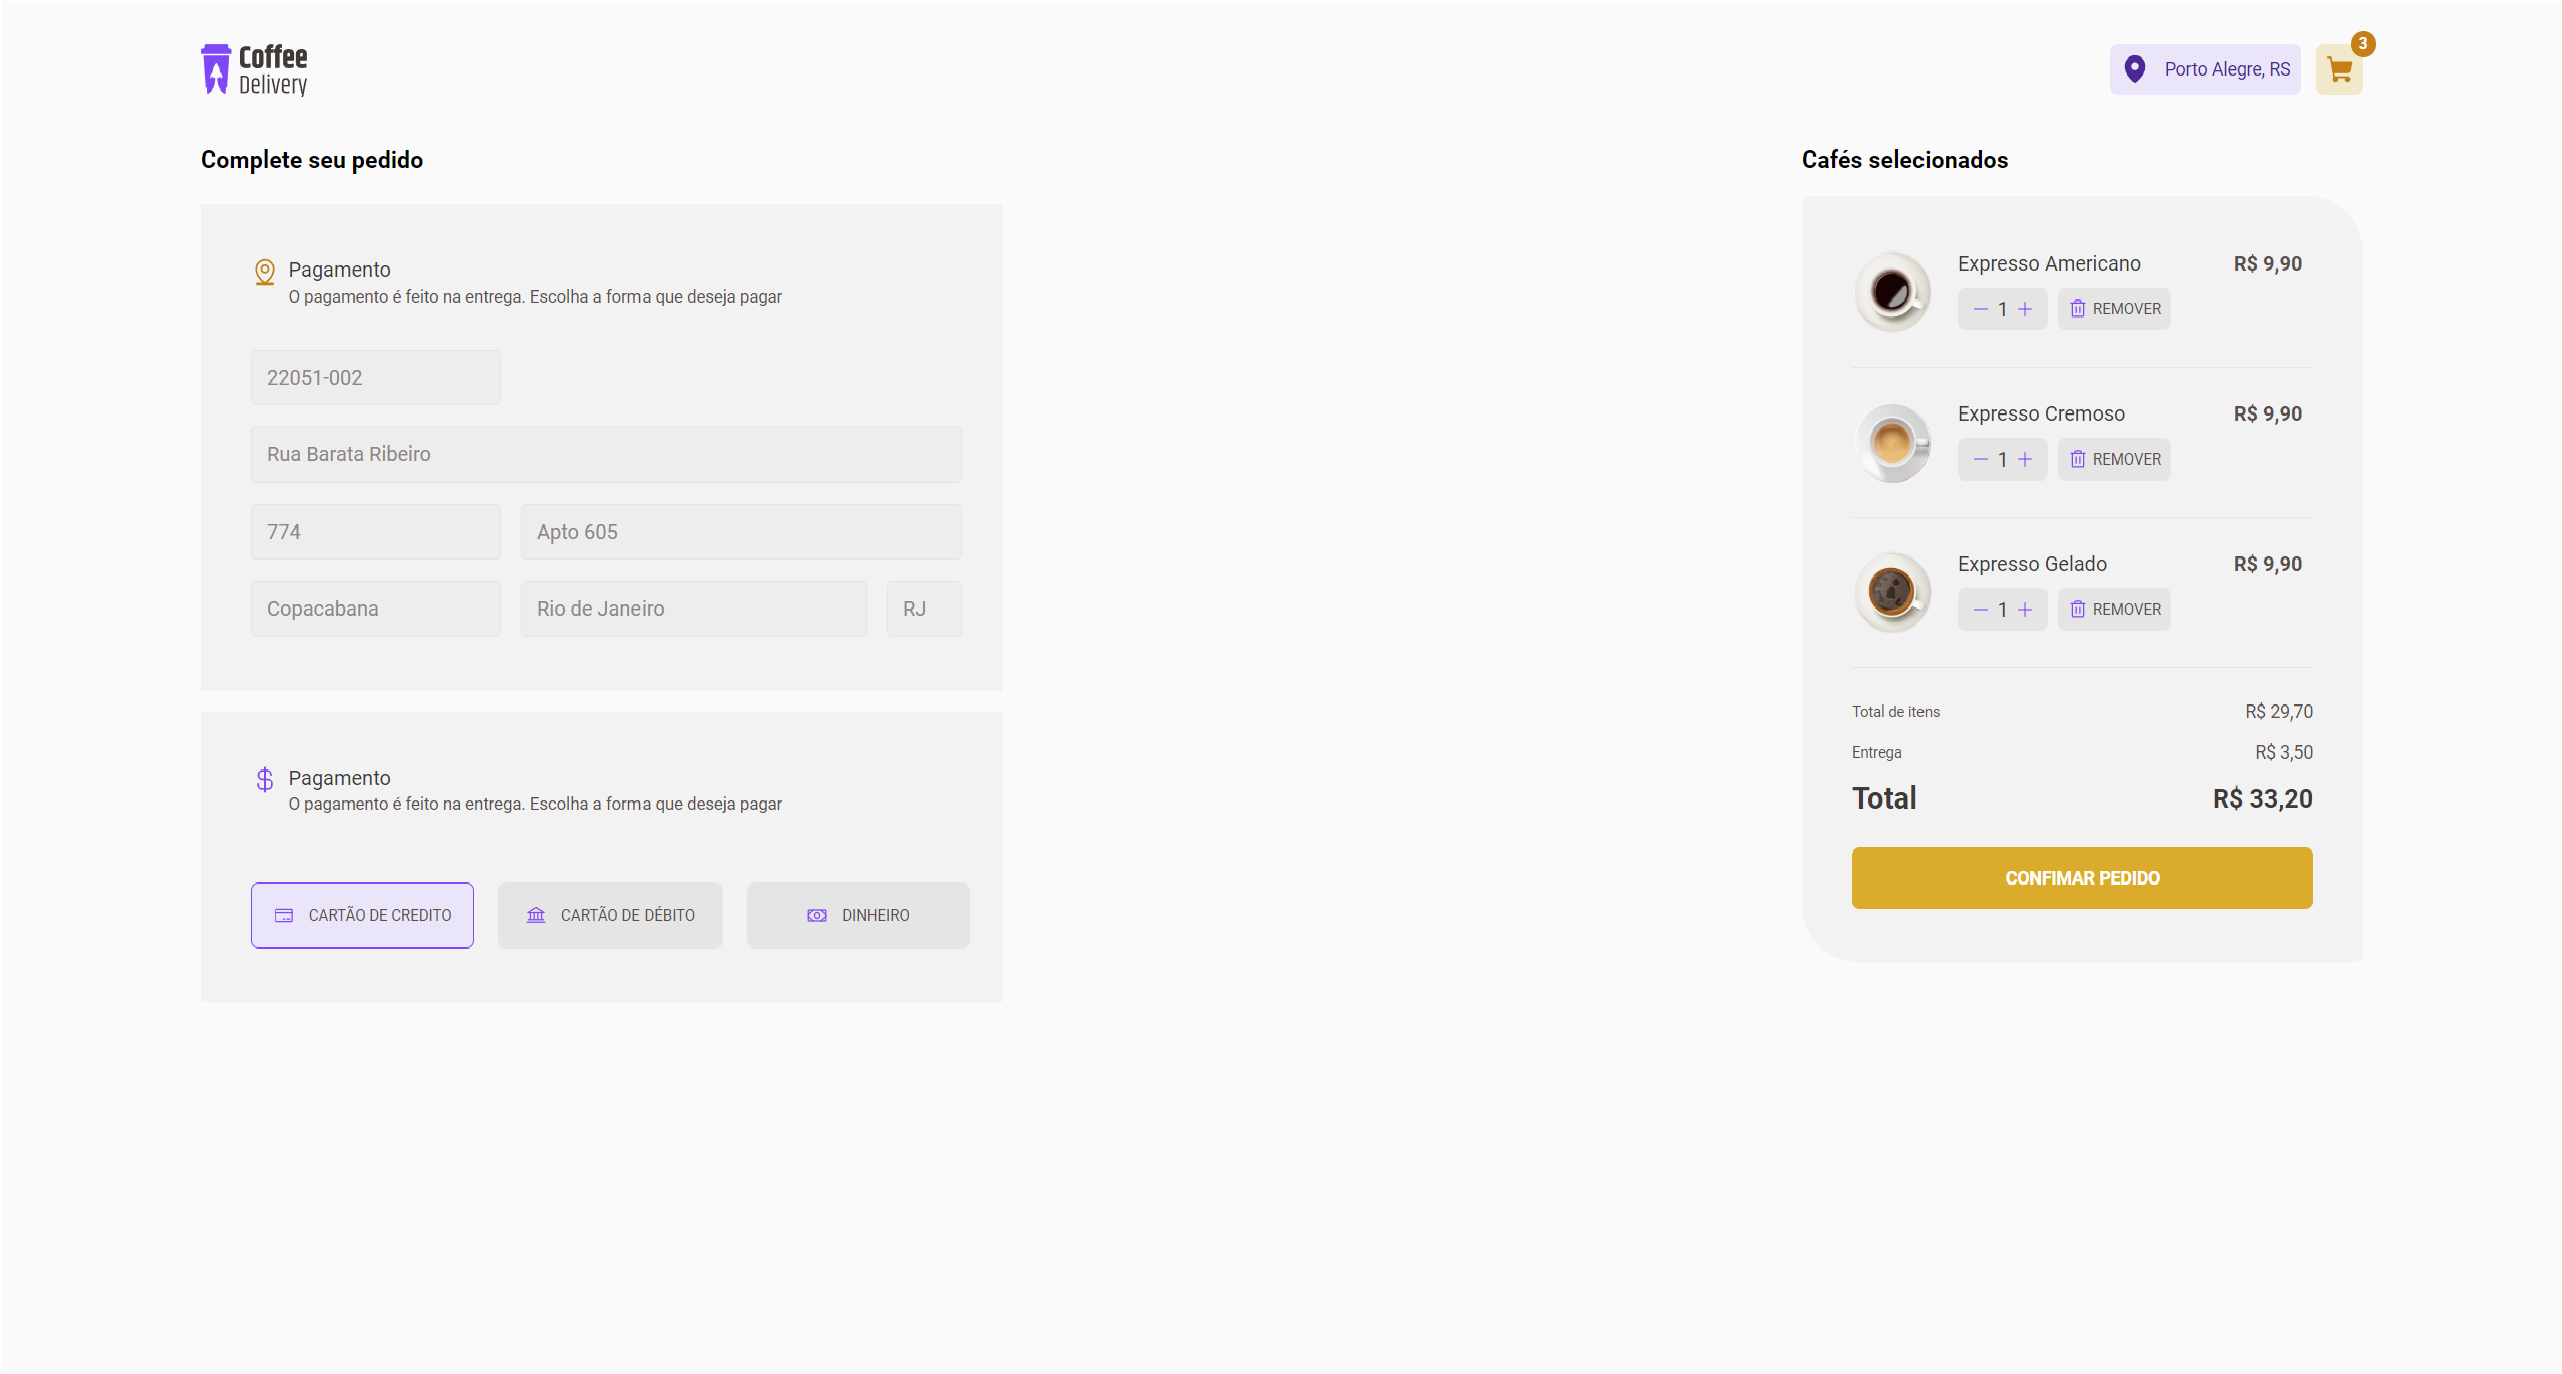 Coffee
Delivery
Porto Alegre, RS
3
Complete seu pedido
Pagamento
O pagamento é feito na entrega. Escolha a forma que deseja pagar
22051-002
Rua Barata Ribeiro
774
Apto 605
Copacabana
Rio de Janeiro
RJ
Pagamento
O pagamento é feito na entrega. Escolha a forma que deseja pagar
CARTÃO DE CREDITO
CARTÃO DE DÉBITO
DINHEIRO
Cafés selecionados
Expresso Americano
R$ 9,90
1
REMOVER
Expresso Cremoso
R$ 9,90
1
REMOVER
Expresso Gelado
R$ 9,90
1
REMOVER
Total de itens
R$ 29,70
Entrega
R$ 3,50
Total
R$ 33,20
CONFIMAR PEDIDO